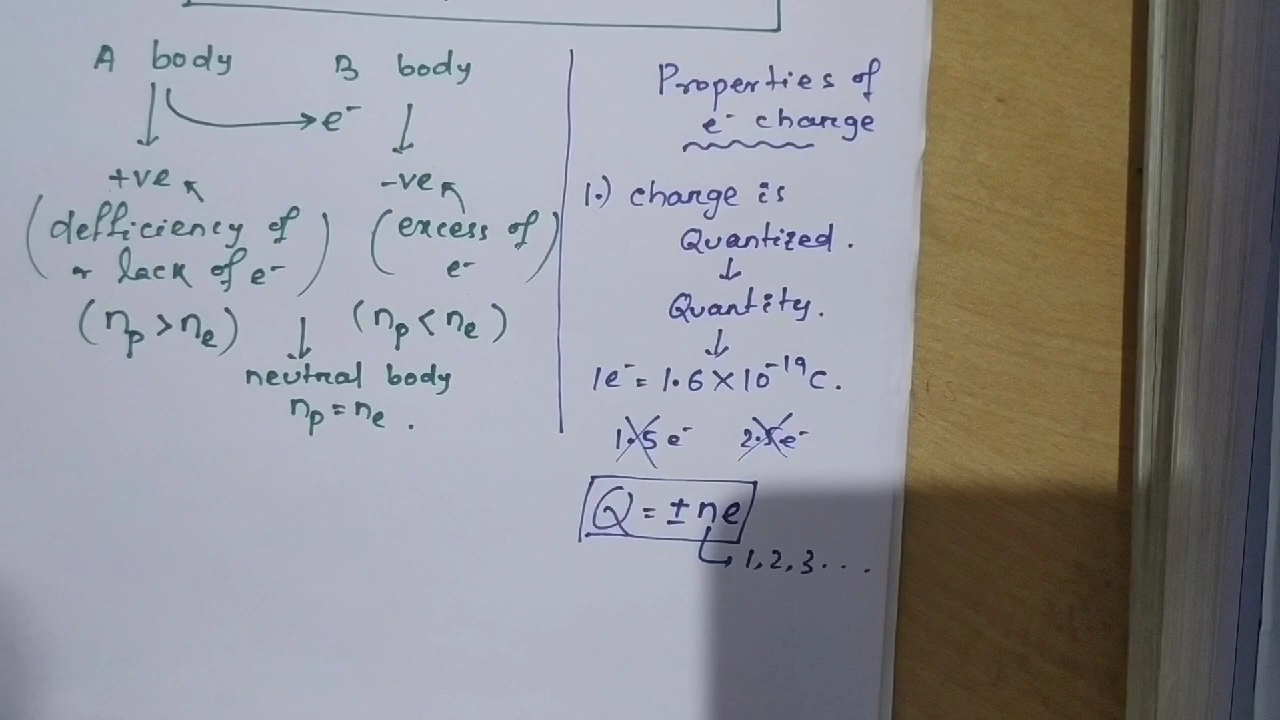 A body B body
e⁻
+ve -ve
(defficiency of
or lack of e⁻)
(excess of
e⁻)
(nₚ > nₑ) (nₚ < nₑ)
neutral body
nₚ = nₑ .
Properties of
e⁻ charge
1.) charge is
Quantized .
Quantity.
1e⁻ = 1.6 × 10⁻¹⁹ C .
1.5 e⁻ 2.5 e⁻
Q = ± ne
1, 2, 3 . . .